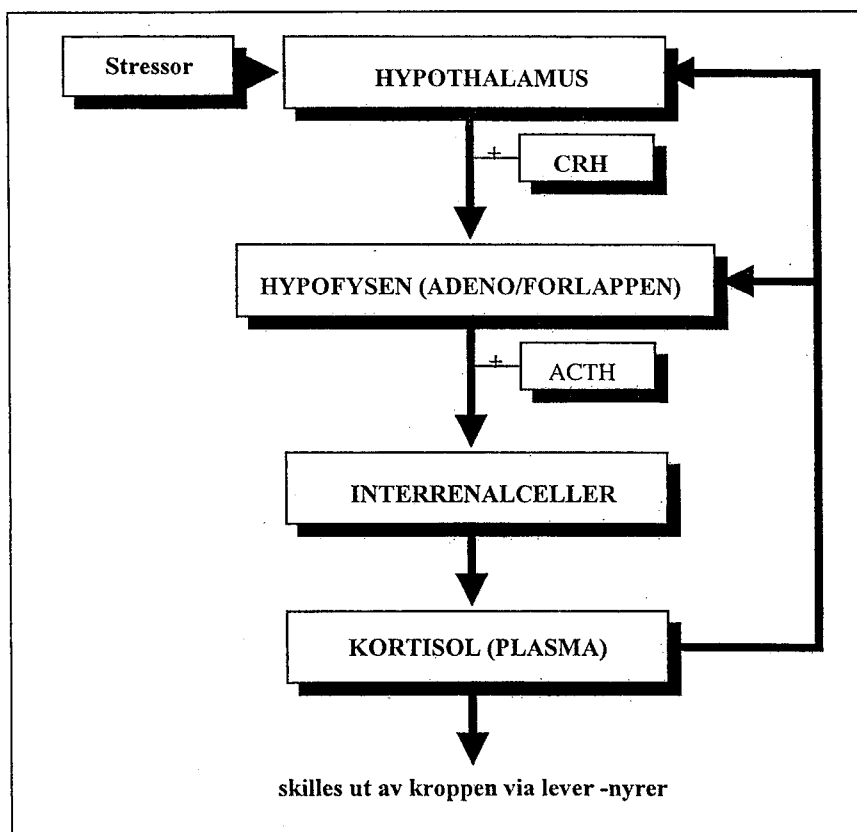 Stressor
HYPOTHALAMUS
+
CRH
HYPOFYSEN (ADENO/FORLAPPEN)
+
ACTH
INTERRENALCELLER
KORTISOL (PLASMA)
skilles ut av kroppen via lever -nyrer